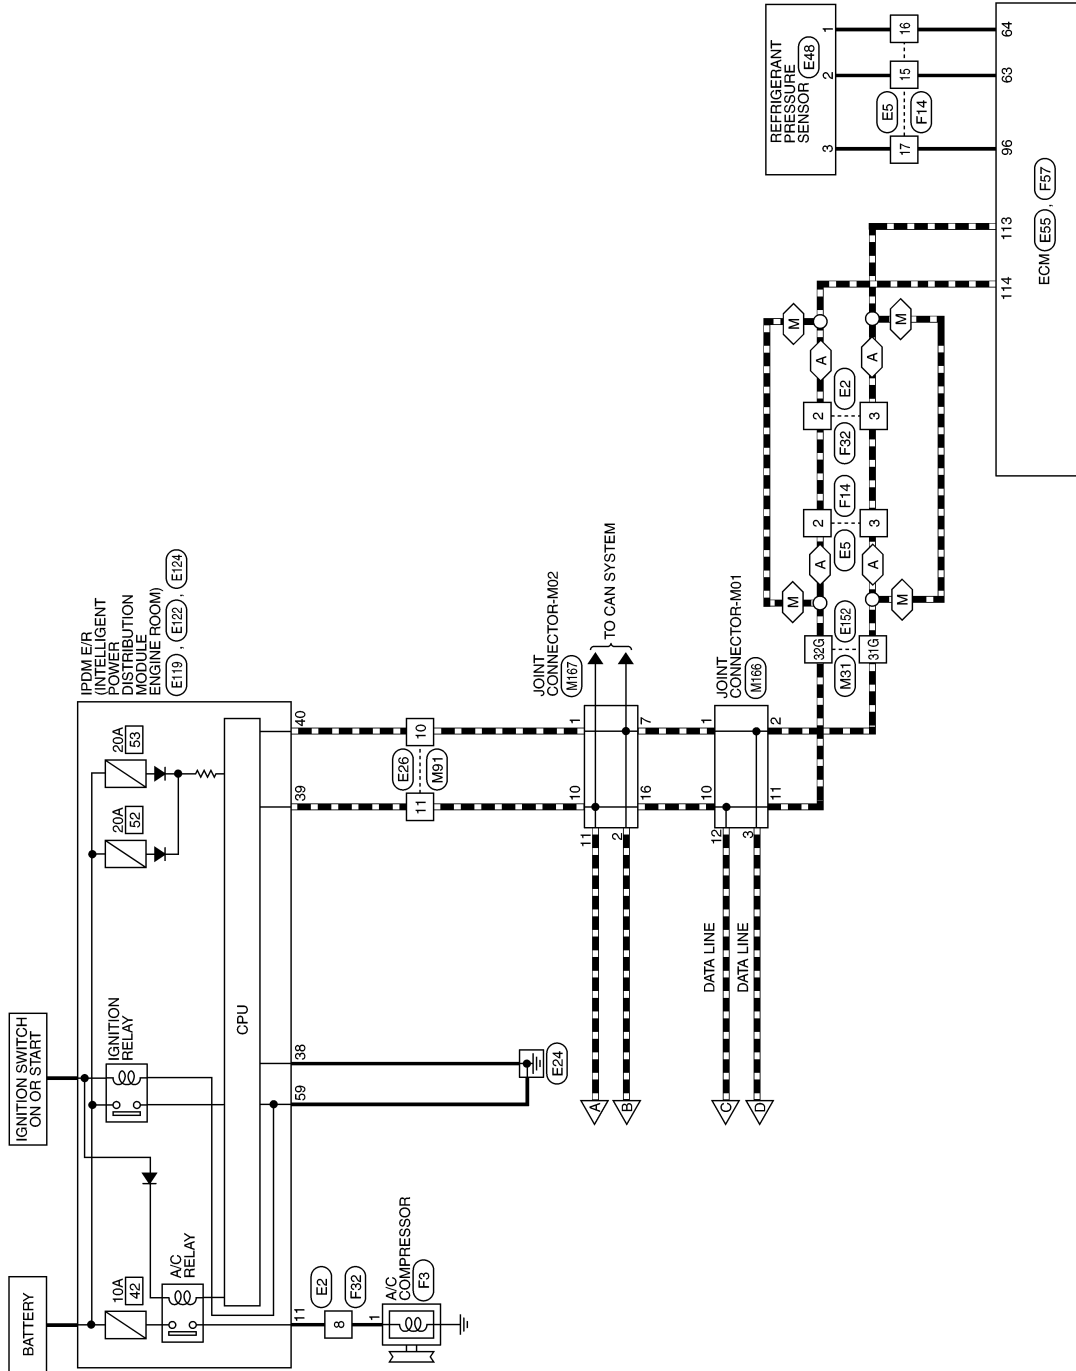 BATTERY
IGNITION SWITCH
ON OR START
IPDM E/R
(INTELLIGENT
POWER
DISTRIBUTION
MODULE
ENGINE ROOM)
E119 , E122 , E124
10A
42
A/C
RELAY
IGNITION
RELAY
20A
52
20A
53
CPU
11
59
38
39
40
E2
8
F32
1
A/C
COMPRESSOR
F3
E24
E26
11
10
M91
JOINT
CONNECTOR-M02
M167
TO CAN SYSTEM
10
1
11
2
16
7
A
B
JOINT
CONNECTOR-M01
M166
10
1
12
3
11
2
DATA LINE
DATA LINE
C
D
32G
31G
M31
E152
M
M
A
A
2
3
E5
F14
2
3
F32
E2
A
A
M
M
REFRIGERANT
PRESSURE
SENSOR
E48
3
2
1
17
15
16
E5
F14
114
113
96
63
64
ECM E55 , F57